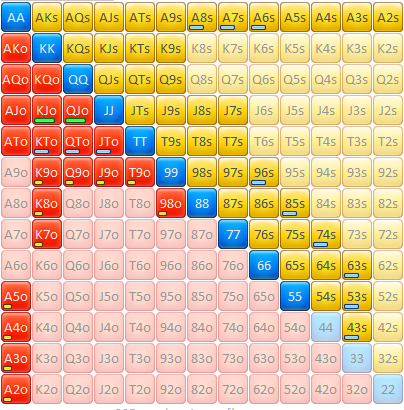 AA AKs AQs AJs ATs A9s A8s A7s A6s A5s A4s A3s A2s
AKo KK KQs KJs KTs K9s K8s K7s K6s K5s K4s K3s K2s
AQo KQo QQ QJs QTs Q9s Q8s Q7s Q6s Q5s Q4s Q3s Q2s
AJo KJo QJo JJ JTs J9s J8s J7s J6s J5s J4s J3s J2s
ATo KTo QTo JTo TT T9s T8s T7s T6s T5s T4s T3s T2s
A9o K9o Q9o J9o T9o 99 98s 97s 96s 95s 94s 93s 92s
A8o K8o Q8o J8o T8o 98o 88 87s 86s 85s 84s 83s 82s
A7o K7o Q7o J7o T7o 97o 87o 77 76s 75s 74s 73s 72s
A6o K6o Q6o J6o T6o 96o 86o 76o 66 65s 64s 63s 62s
A5o K5o Q5o J5o T5o 95o 85o 75o 65o 55 54s 53s 52s
A4o K4o Q4o J4o T4o 94o 84o 74o 64o 54o 44 43s 42s
A3o K3o Q3o J3o T3o 93o 83o 73o 63o 53o 43o 33 32s
A2o K2o Q2o J2o T2o 92o 82o 72o 62o 52o 42o 32o 22